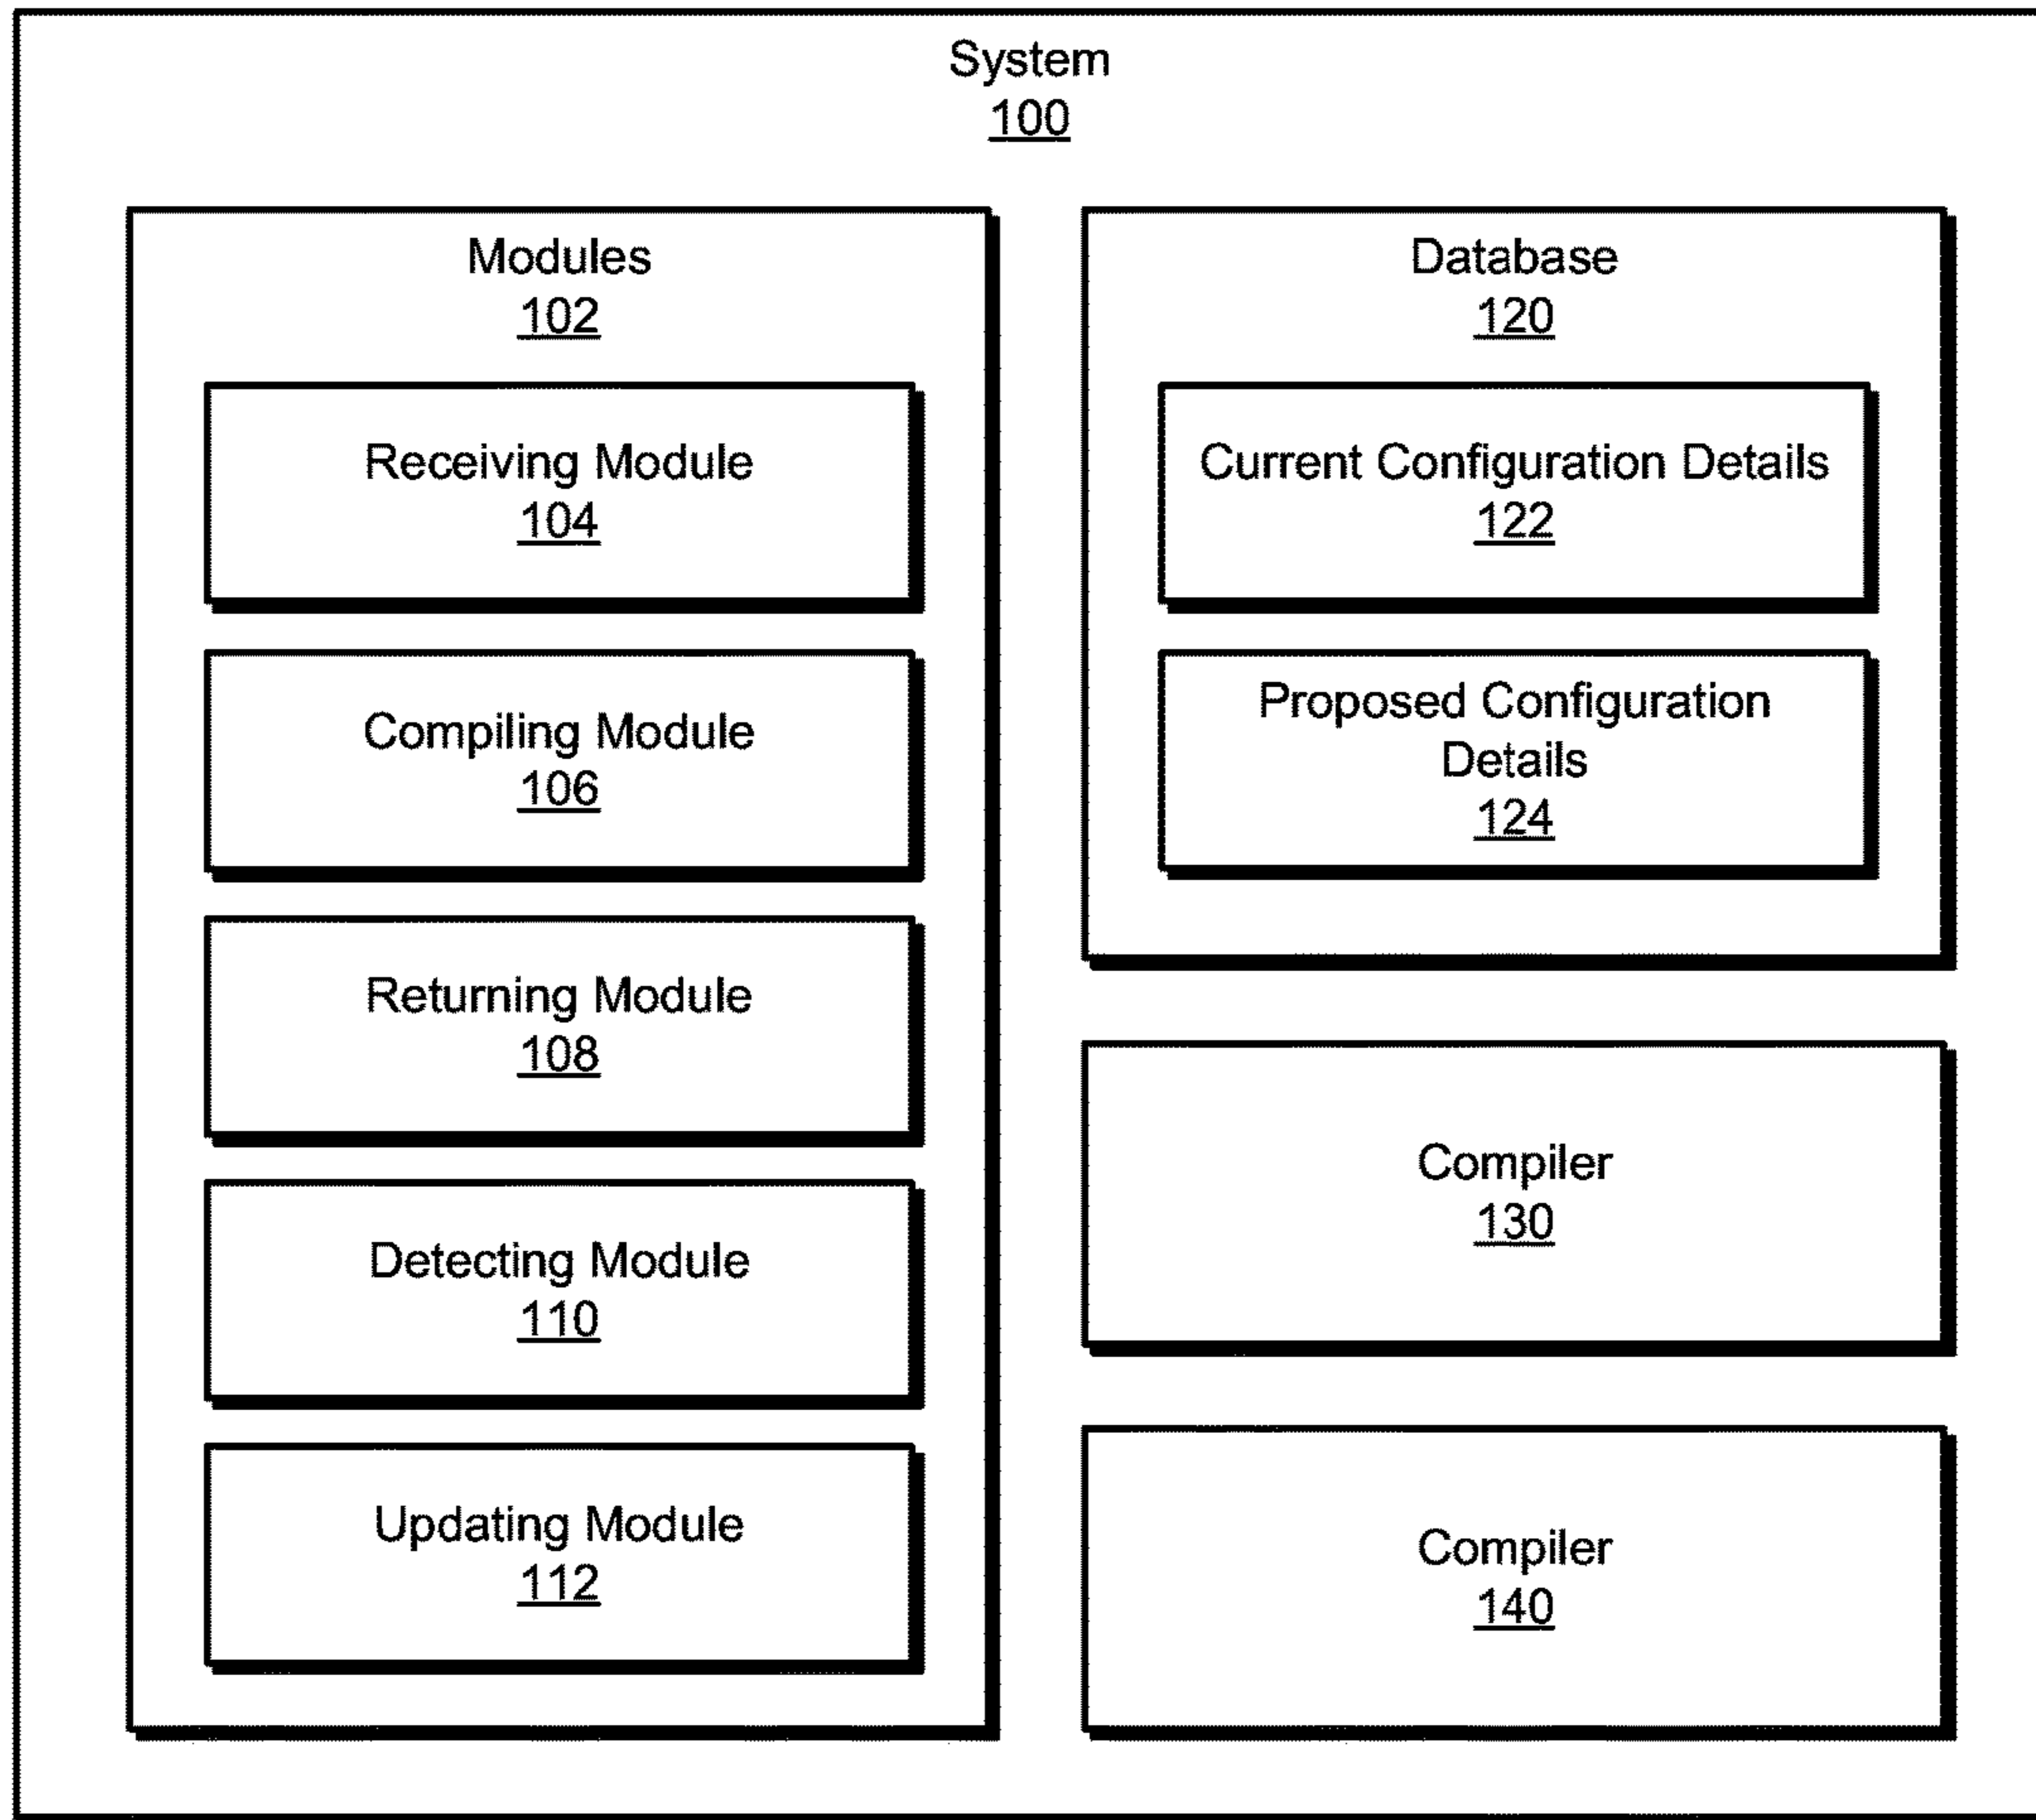 System
100
Modules
102
Receiving Module
104
Compiling Module
106
Returning Module
108
Detecting Module
110
Updating Module
112
Database
120
Current Configuration Details
122
Proposed Configuration
Details
124
Compiler
130
Compiler
140